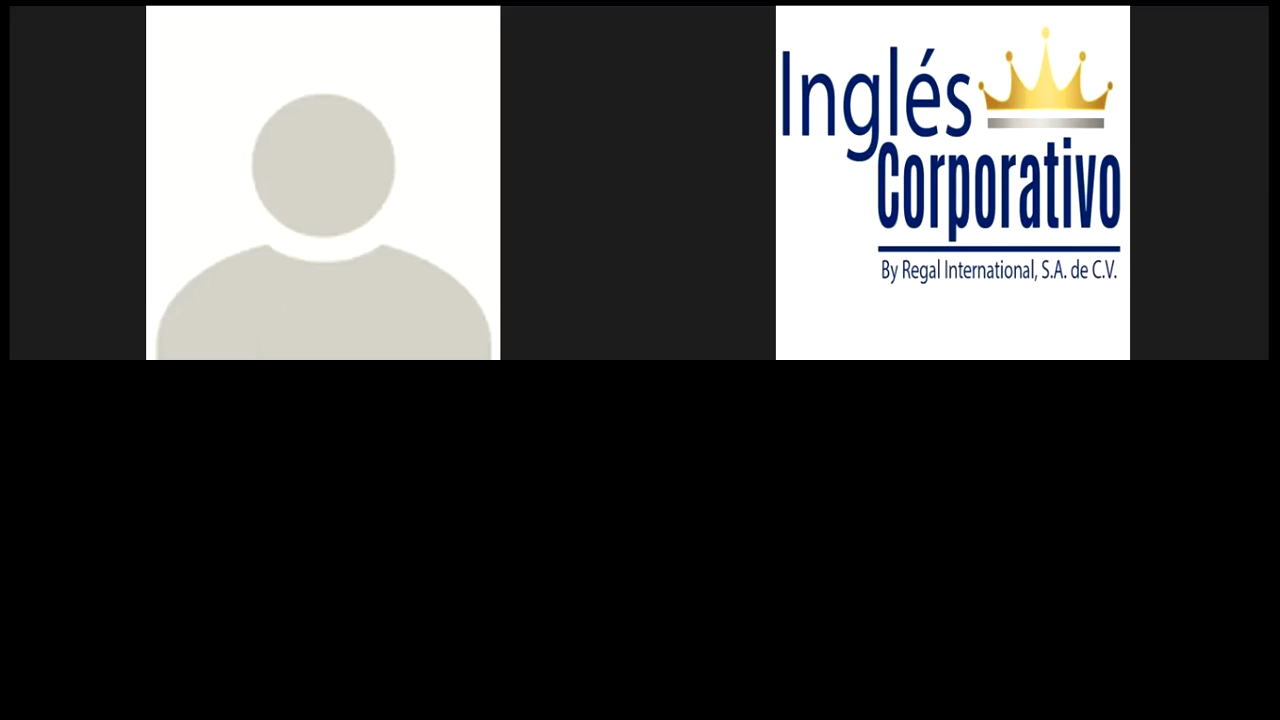 Inglés
Corporativo
By Regal International, S.A. de C.V.